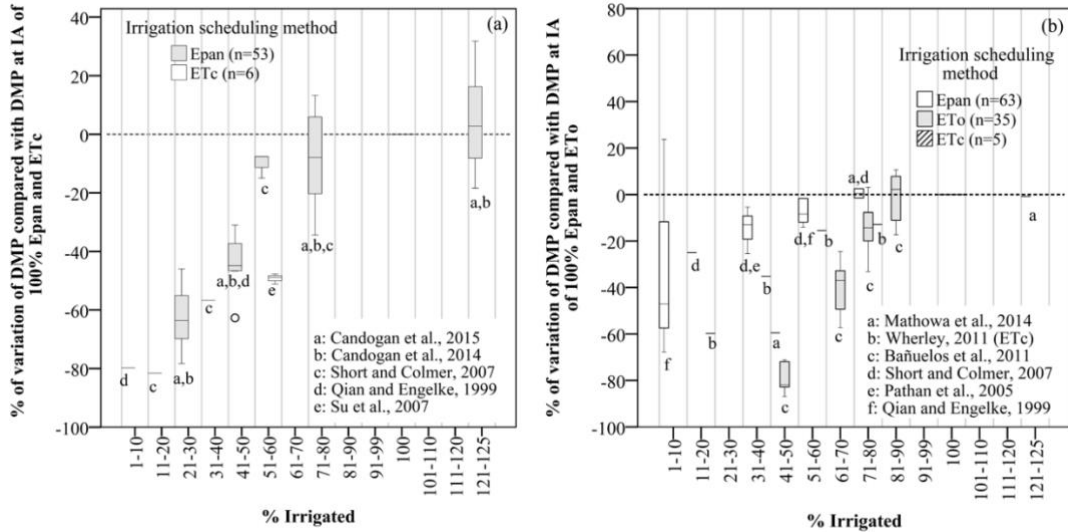 % of variation of DMP compared with DMP at IA of
100% Epan and ETc
40
20
0
-20
-40
-60
-80
-100
(a)
Irrigation scheduling method
Epan (n=53)
ETc (n=6)
d
c
a,b
c
a,b,d
c
e
a,b,c
a,b
a: Candogan et al., 2015
b: Candogan et al., 2014
c: Short and Colmer, 2007
d: Qian and Engelke, 1999
e: Su et al., 2007
1-10
11-20
21-30
31-40
41-50
51-60
61-70
71-80
81-90
91-99
100
101-110
111-120
121-125
% Irrigated
% of variation of DMP compared with DMP at IA
of 100% Epan and ETo
80
60
40
20
0
-20
-40
-60
-80
-100
(b)
Irrigation scheduling
method
Epan (n=63)
ETo (n=35)
ETc (n=5)
f
d
b
d,e
b
a
c
d,f
b
c
a,d
c
b
c
a
a: Mathowa et al., 2014
b: Wherley, 2011 (ETc)
c: Bañuelos et al. 2011
d: Short and Colmer, 2007
e: Pathan et al. 2005
f: Qian and Engelke, 1999
1-10
11-20
21-30
31-40
41-50
51-60
61-70
71-80
81-90
91-99
100
101-110
111-120
121-125
% Irrigated